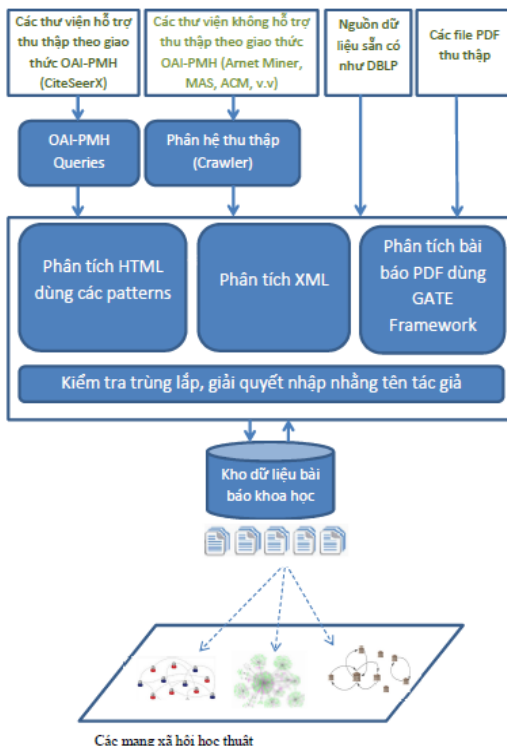 Các thư viện hỗ trợ
thu thập theo giao
thức OAI-PMH
(CiteSeerX)
Các thư viện không hỗ trợ
thu thập theo giao thức
OAI-PMH (Arnet Miner,
MAS, ACM, v.v)
Nguồn dữ
liệu sẵn có
như DBLP
Các file PDF
thu thập
OAI-PMH
Queries
Phân hệ thu thập
(Crawler)
Phân tích HTML
dùng các patterns
Phân tích XML
Phân tích bài
báo PDF dùng
GATE
Framework
Kiểm tra trùng lắp, giải quyết nhập nhằng tên tác giả
Kho dữ liệu bài
báo khoa học
Các mạng xã hội học thuật